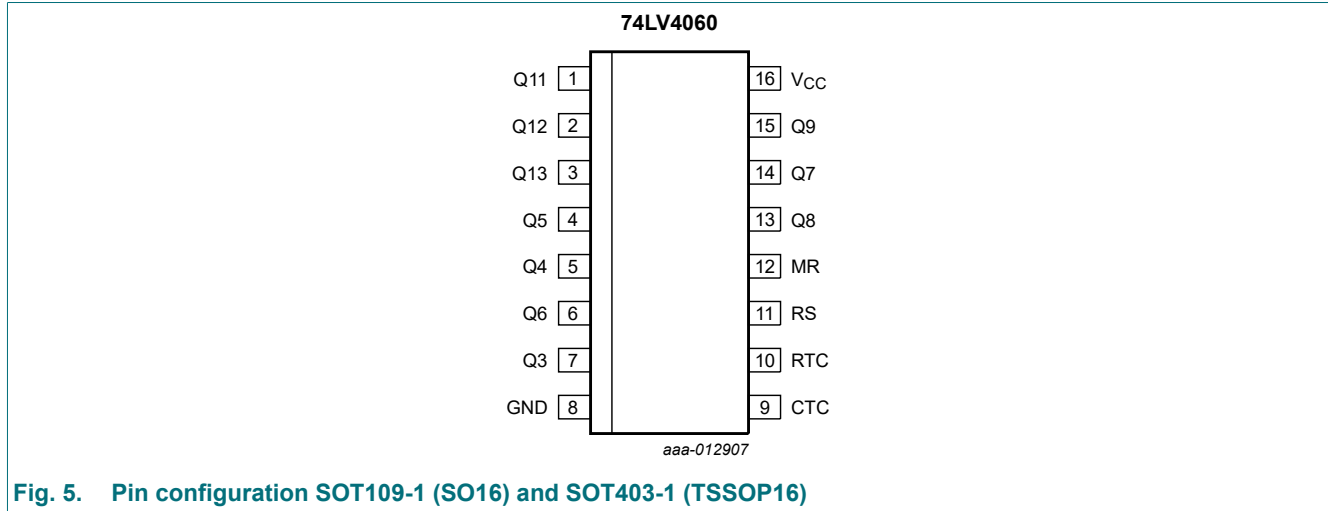 74LV4060
Q11 1
16 VCC
Q12 2
15 Q9
Q13 3
14 Q7
Q5 4
13 Q8
Q4 5
12 MR
Q6 6
11 RS
Q3 7
10 RTC
GND 8
9 CTC
aaa-012907
Fig. 5. Pin configuration SOT109-1 (SO16) and SOT403-1 (TSSOP16)